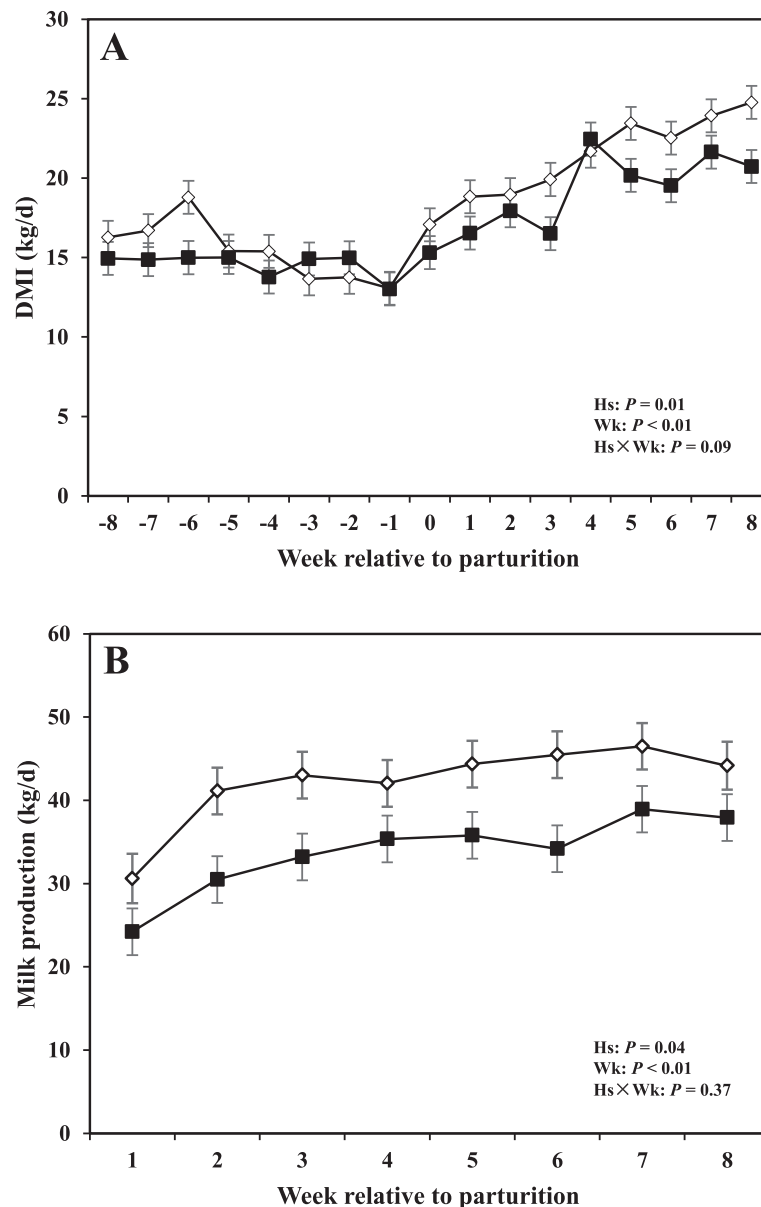 A
DMI (kg/d)
30
25
20
15
10
5
0
Hs: P = 0.01
Wk: P < 0.01
Hs×Wk: P = 0.09
-8 -7 -6 -5 -4 -3 -2 -1 0 1 2 3 4 5 6 7 8
Week relative to parturition
B
Milk production (kg/d)
60
50
40
30
20
10
0
Hs: P = 0.04
Wk: P < 0.01
Hs×Wk: P = 0.37
1 2 3 4 5 6 7 8
Week relative to parturition